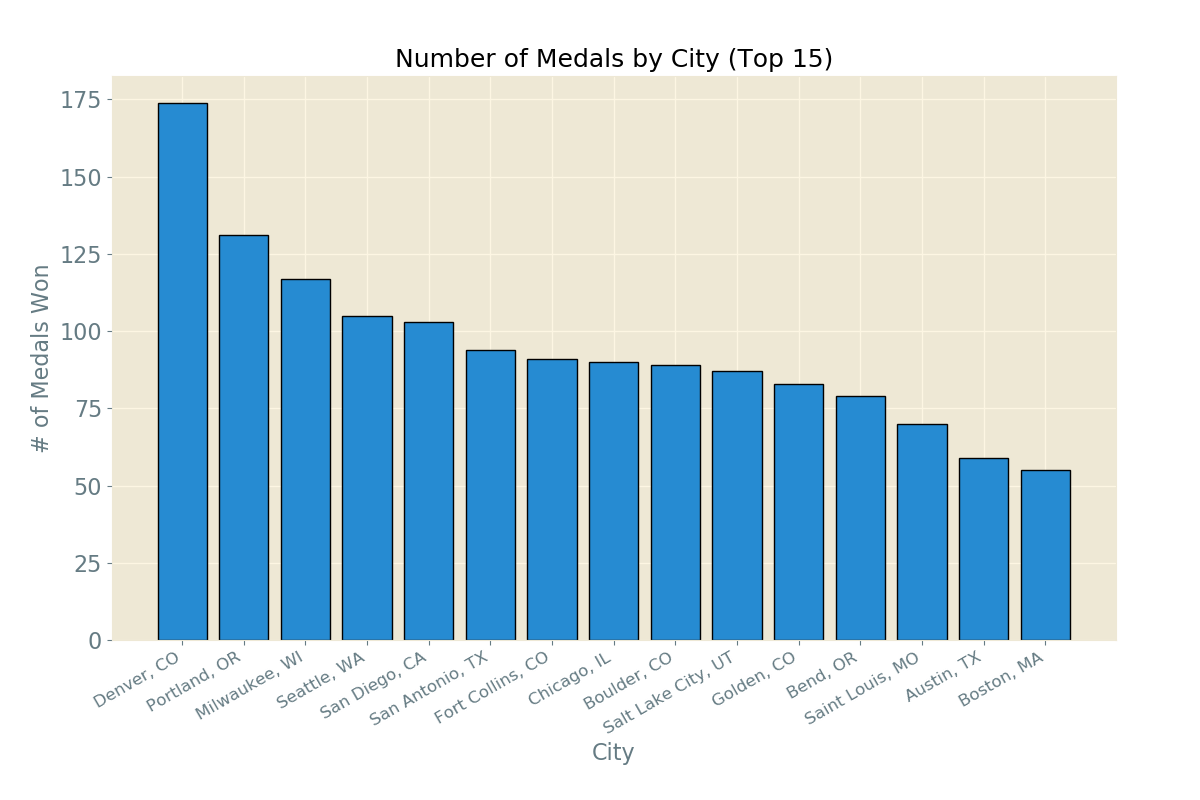 Number of Medals by City (Top 15)
# of Medals Won
175
150
125
100
75
50
25
0
Denver, CO
Portland, OR
Milwaukee, WI
Seattle, WA
San Diego, CA
San Antonio, TX
Fort Collins, CO
Chicago, IL
Boulder, CO
Salt Lake City, UT
Golden, CO
Bend, OR
Saint Louis, MO
Austin, TX
Boston, MA
City